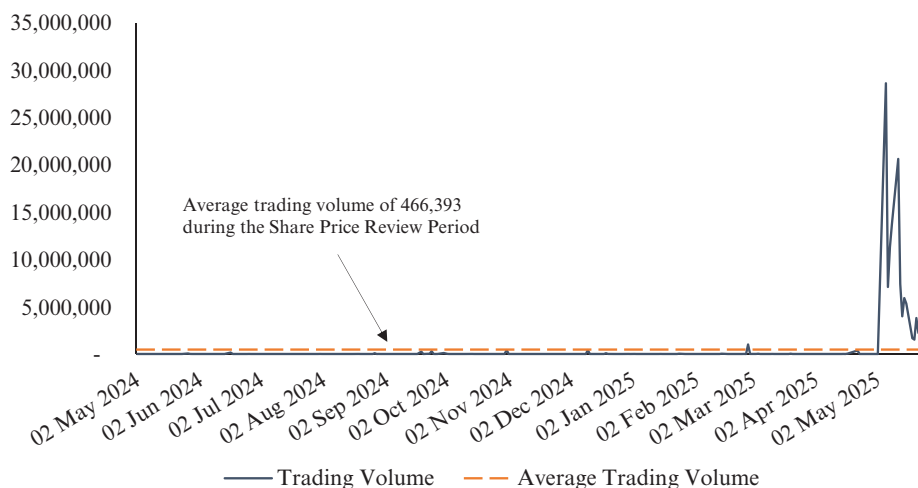 35,000,000
30,000,000
25,000,000
20,000,000
15,000,000
10,000,000
5,000,000
-
Average trading volume of 466,393
during the Share Price Review Period
02 May 2024
02 Jun 2024
02 Jul 2024
02 Aug 2024
02 Sep 2024
02 Oct 2024
02 Nov 2024
02 Dec 2024
02 Jan 2025
02 Feb 2025
02 Mar 2025
02 Apr 2025
02 May 2025
Trading Volume
Average Trading Volume